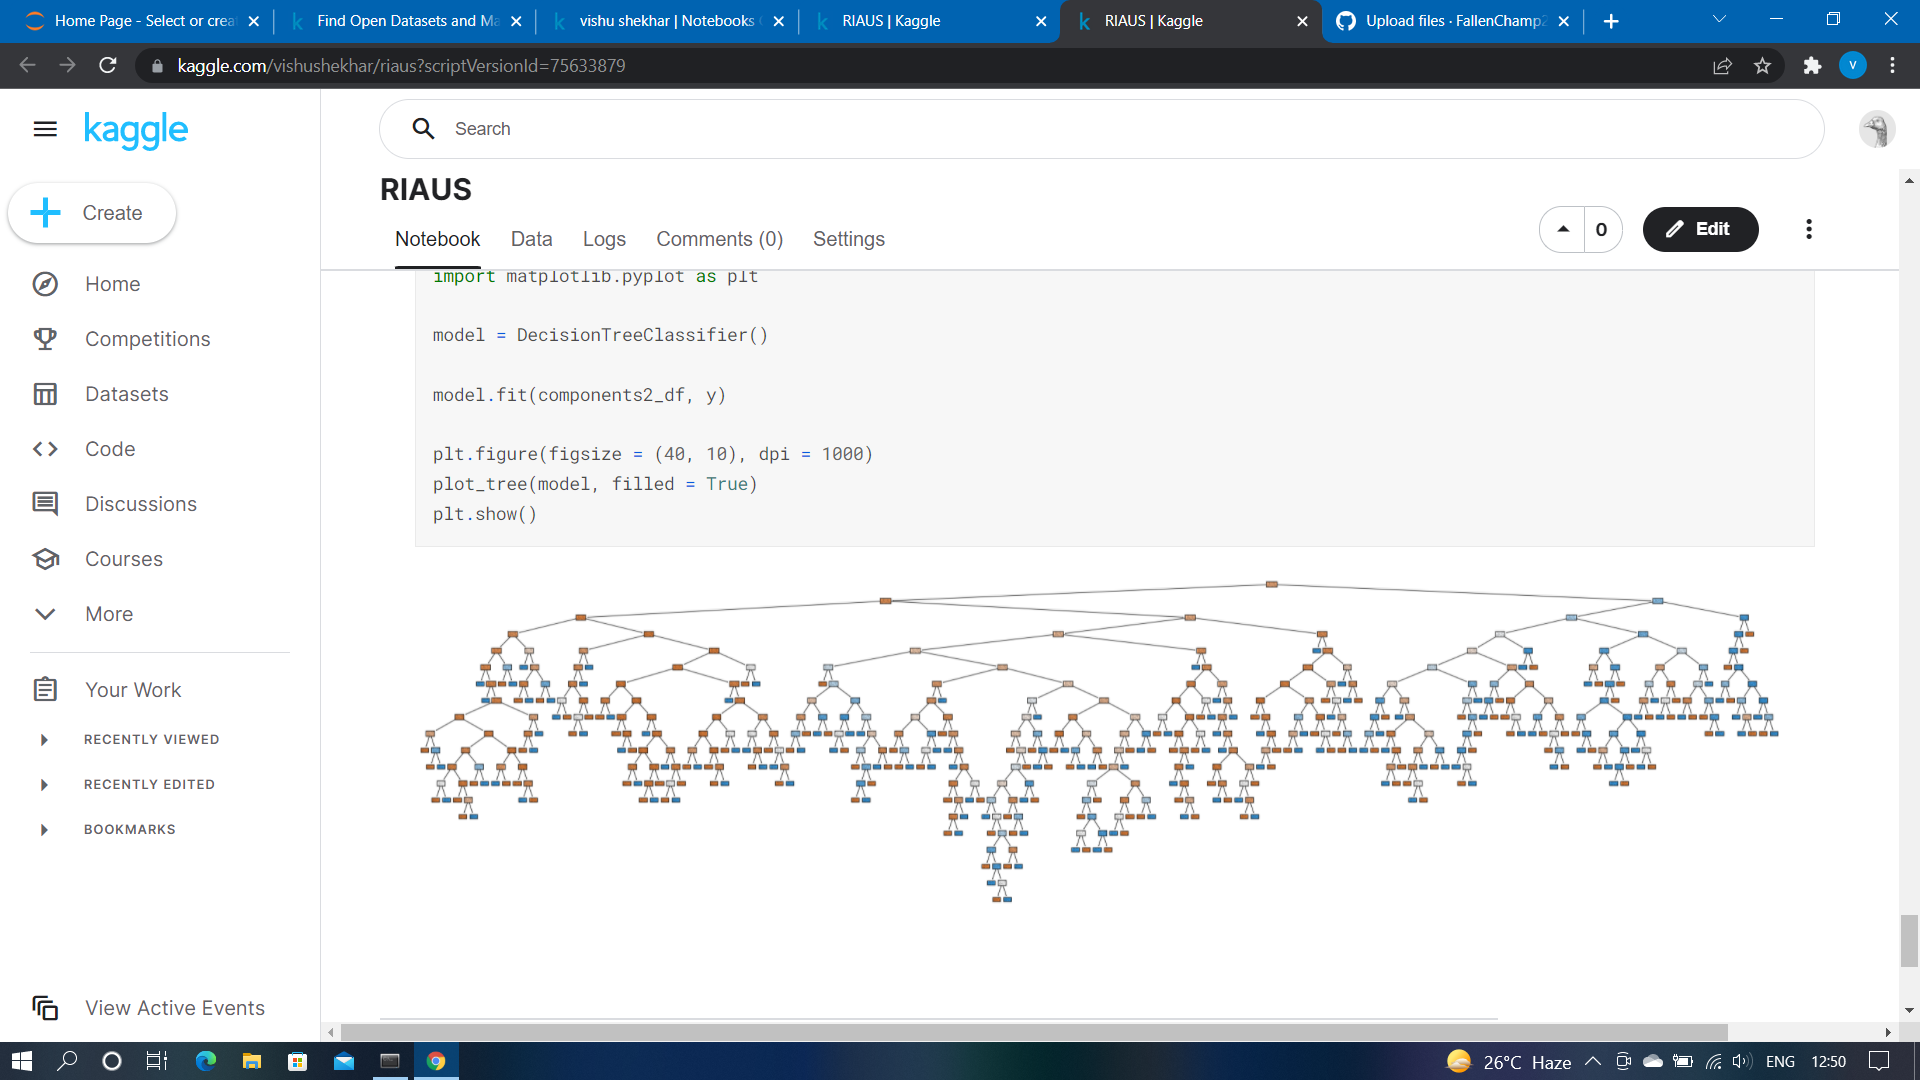 Home Page - Select or crea
Find Open Datasets and Ma
vishu shekhar | Notebooks
RIAUS | Kaggle
RIAUS | Kaggle
Upload files · FallenChamp2
kaggle.com/vishushekhar/riaus?scriptVersionId=75633879
V
kaggle
Search
Create
RIAUS
Notebook
Data
Logs
Comments (0)
Settings
0
Edit
Home
Competitions
Datasets
Code
Discussions
Courses
More
Your Work
RECENTLY VIEWED
RECENTLY EDITED
BOOKMARKS
View Active Events
import matplotlib.pyplot as plt
model = DecisionTreeClassifier()
model.fit(components2_df, y)
plt.figure(figsize = (40, 10), dpi = 1000)
plot_tree(model, filled = True)
plt.show()
26°C Haze
ENG
12:50